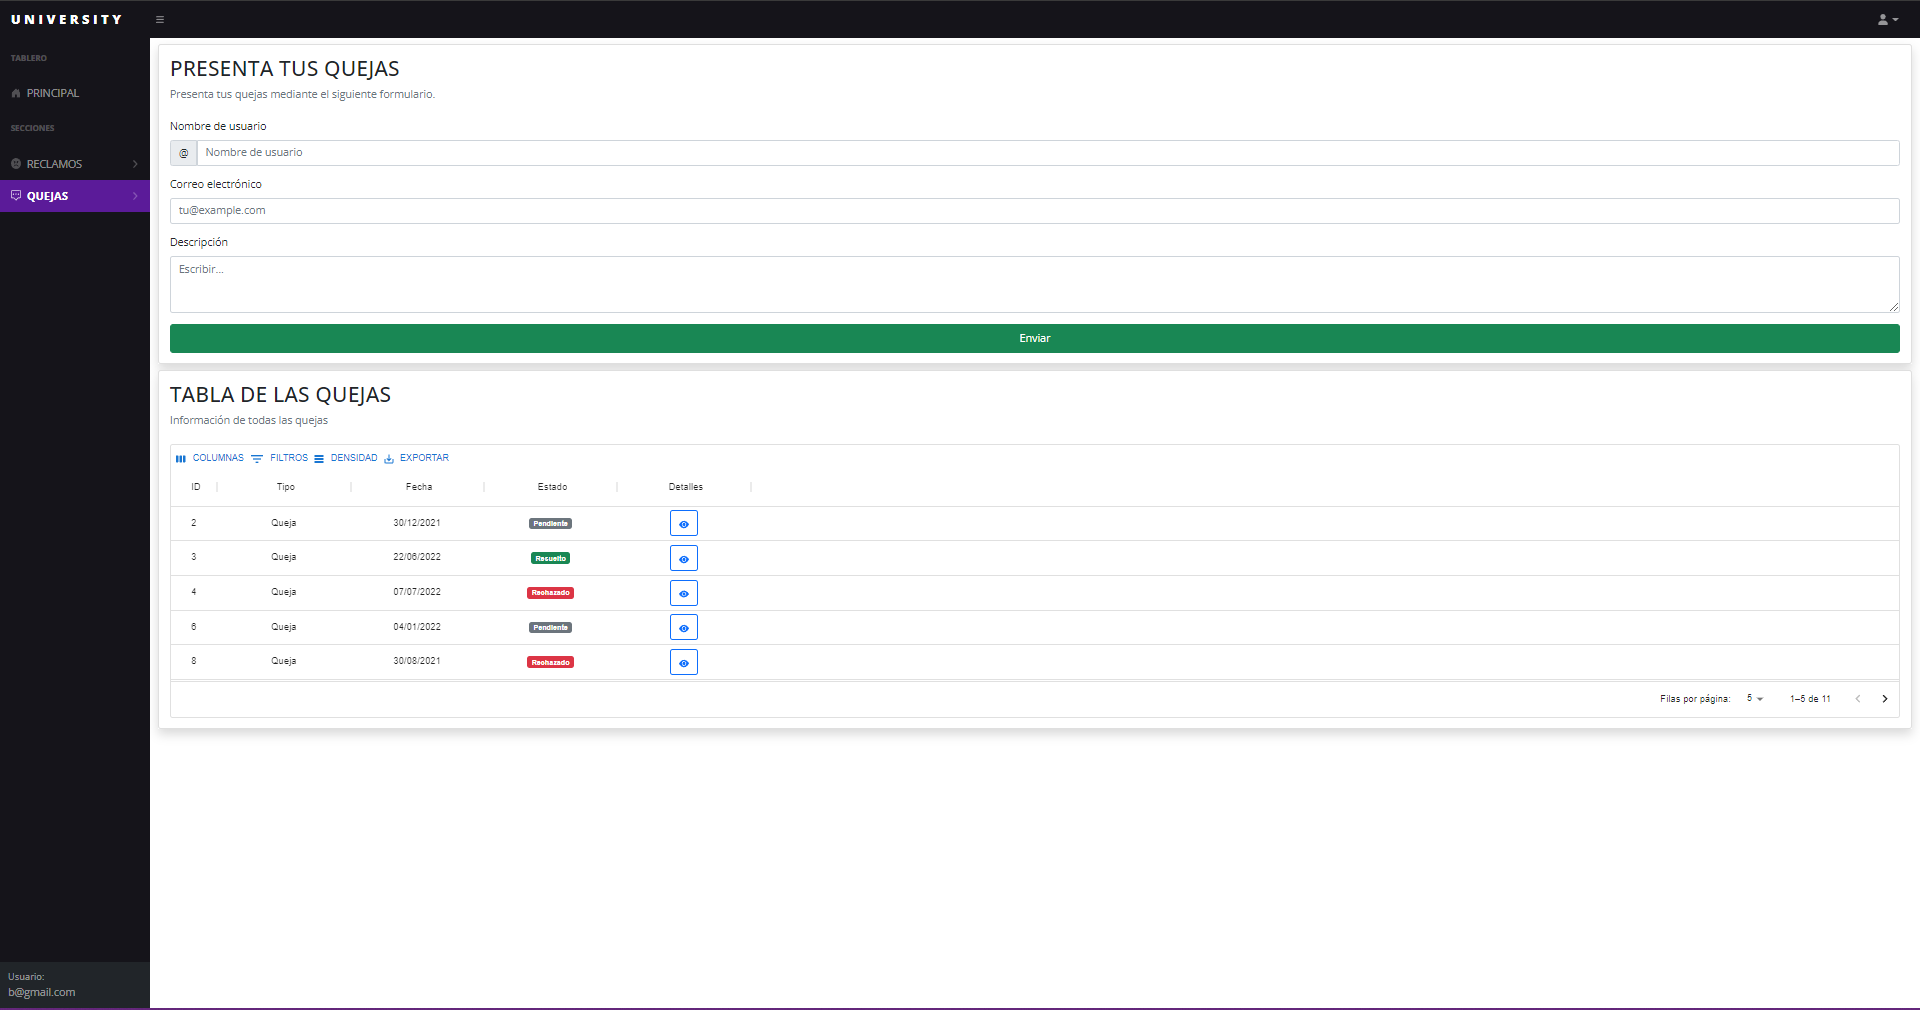 UNIVERSITY
TABLERO
PRINCIPAL
SECCIONES
RECLAMOS
QUEJAS
PRESENTA TUS QUEJAS
Presenta tus quejas mediante el siguiente formulario.
Nombre de usuario
@ Nombre de usuario
Correo electrónico
tu@example.com
Descripción
Escribir...
Enviar
TABLA DE LAS QUEJAS
Información de todas las quejas
COLUMNAS FILTROS DENSIDAD EXPORTAR
ID Tipo Fecha Estado Detalles
2 Queja 30/12/2021 Pendiente
3 Queja 22/06/2022 Resuelto
4 Queja 07/07/2022 Rechazado
6 Queja 04/01/2022 Pendiente
8 Queja 30/08/2021 Rechazado
Filas por página: 5 1–5 de 11
Usuario:
b@gmail.com